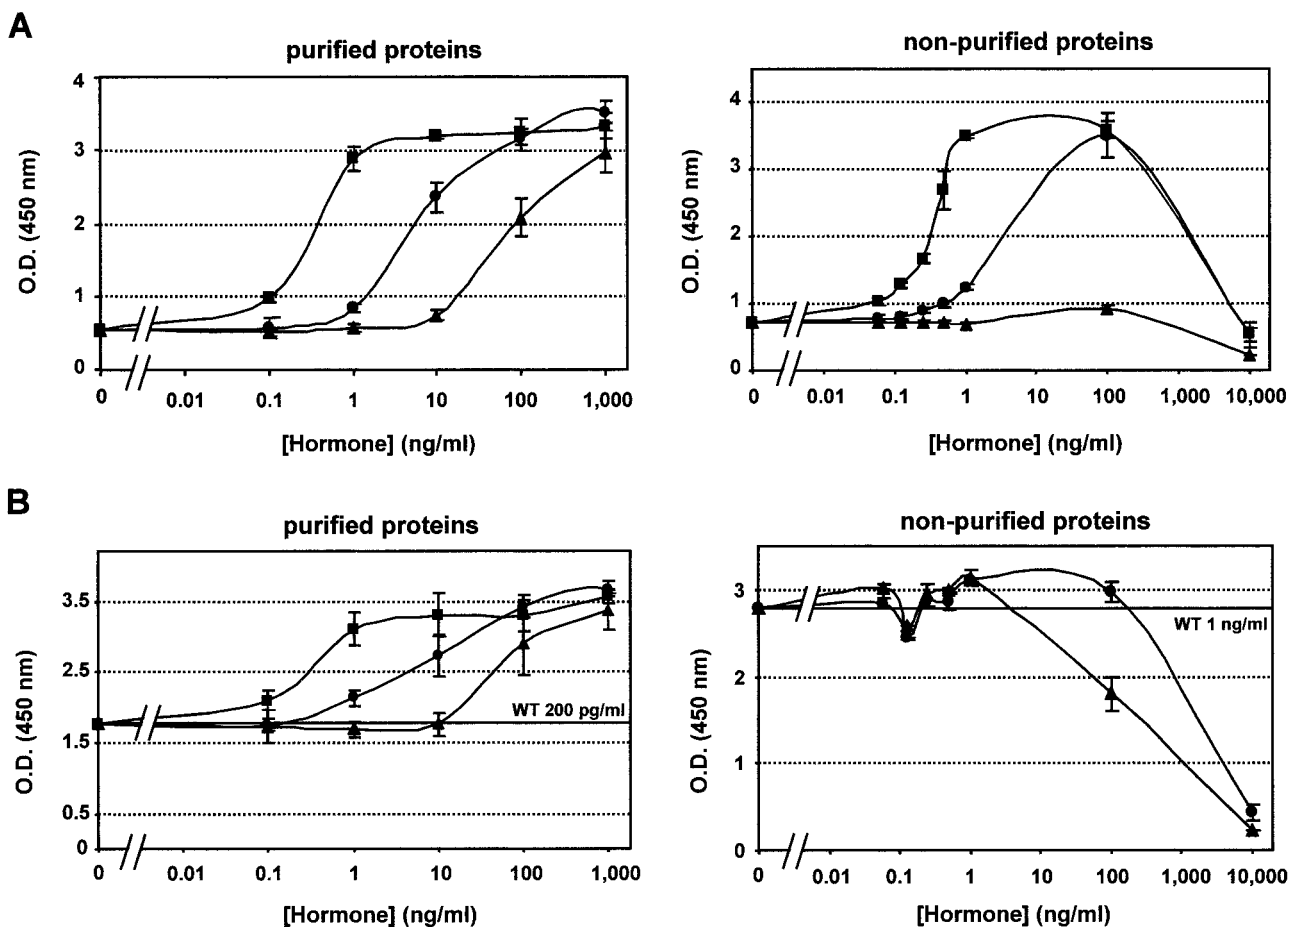 A
purified proteins
non-purified proteins
O.D. (450 nm)
4
3
2
1
0
0 0.01 0.1 1 10 100 1,000
[Hormone] (ng/ml)
O.D. (450 nm)
4
3
2
1
0
0 0.01 0.1 1 10 100 1,000 10,000
[Hormone] (ng/ml)
B
purified proteins
non-purified proteins
O.D. (450 nm)
3.5
2.5
1.5
0.5
0
WT 200 pg/ml
0 0.01 0.1 1 10 100 1,000
[Hormone] (ng/ml)
O.D. (450 nm)
3
2
1
0
WT 1 ng/ml
0 0.01 0.1 1 10 100 1,000 10,000
[Hormone] (ng/ml)